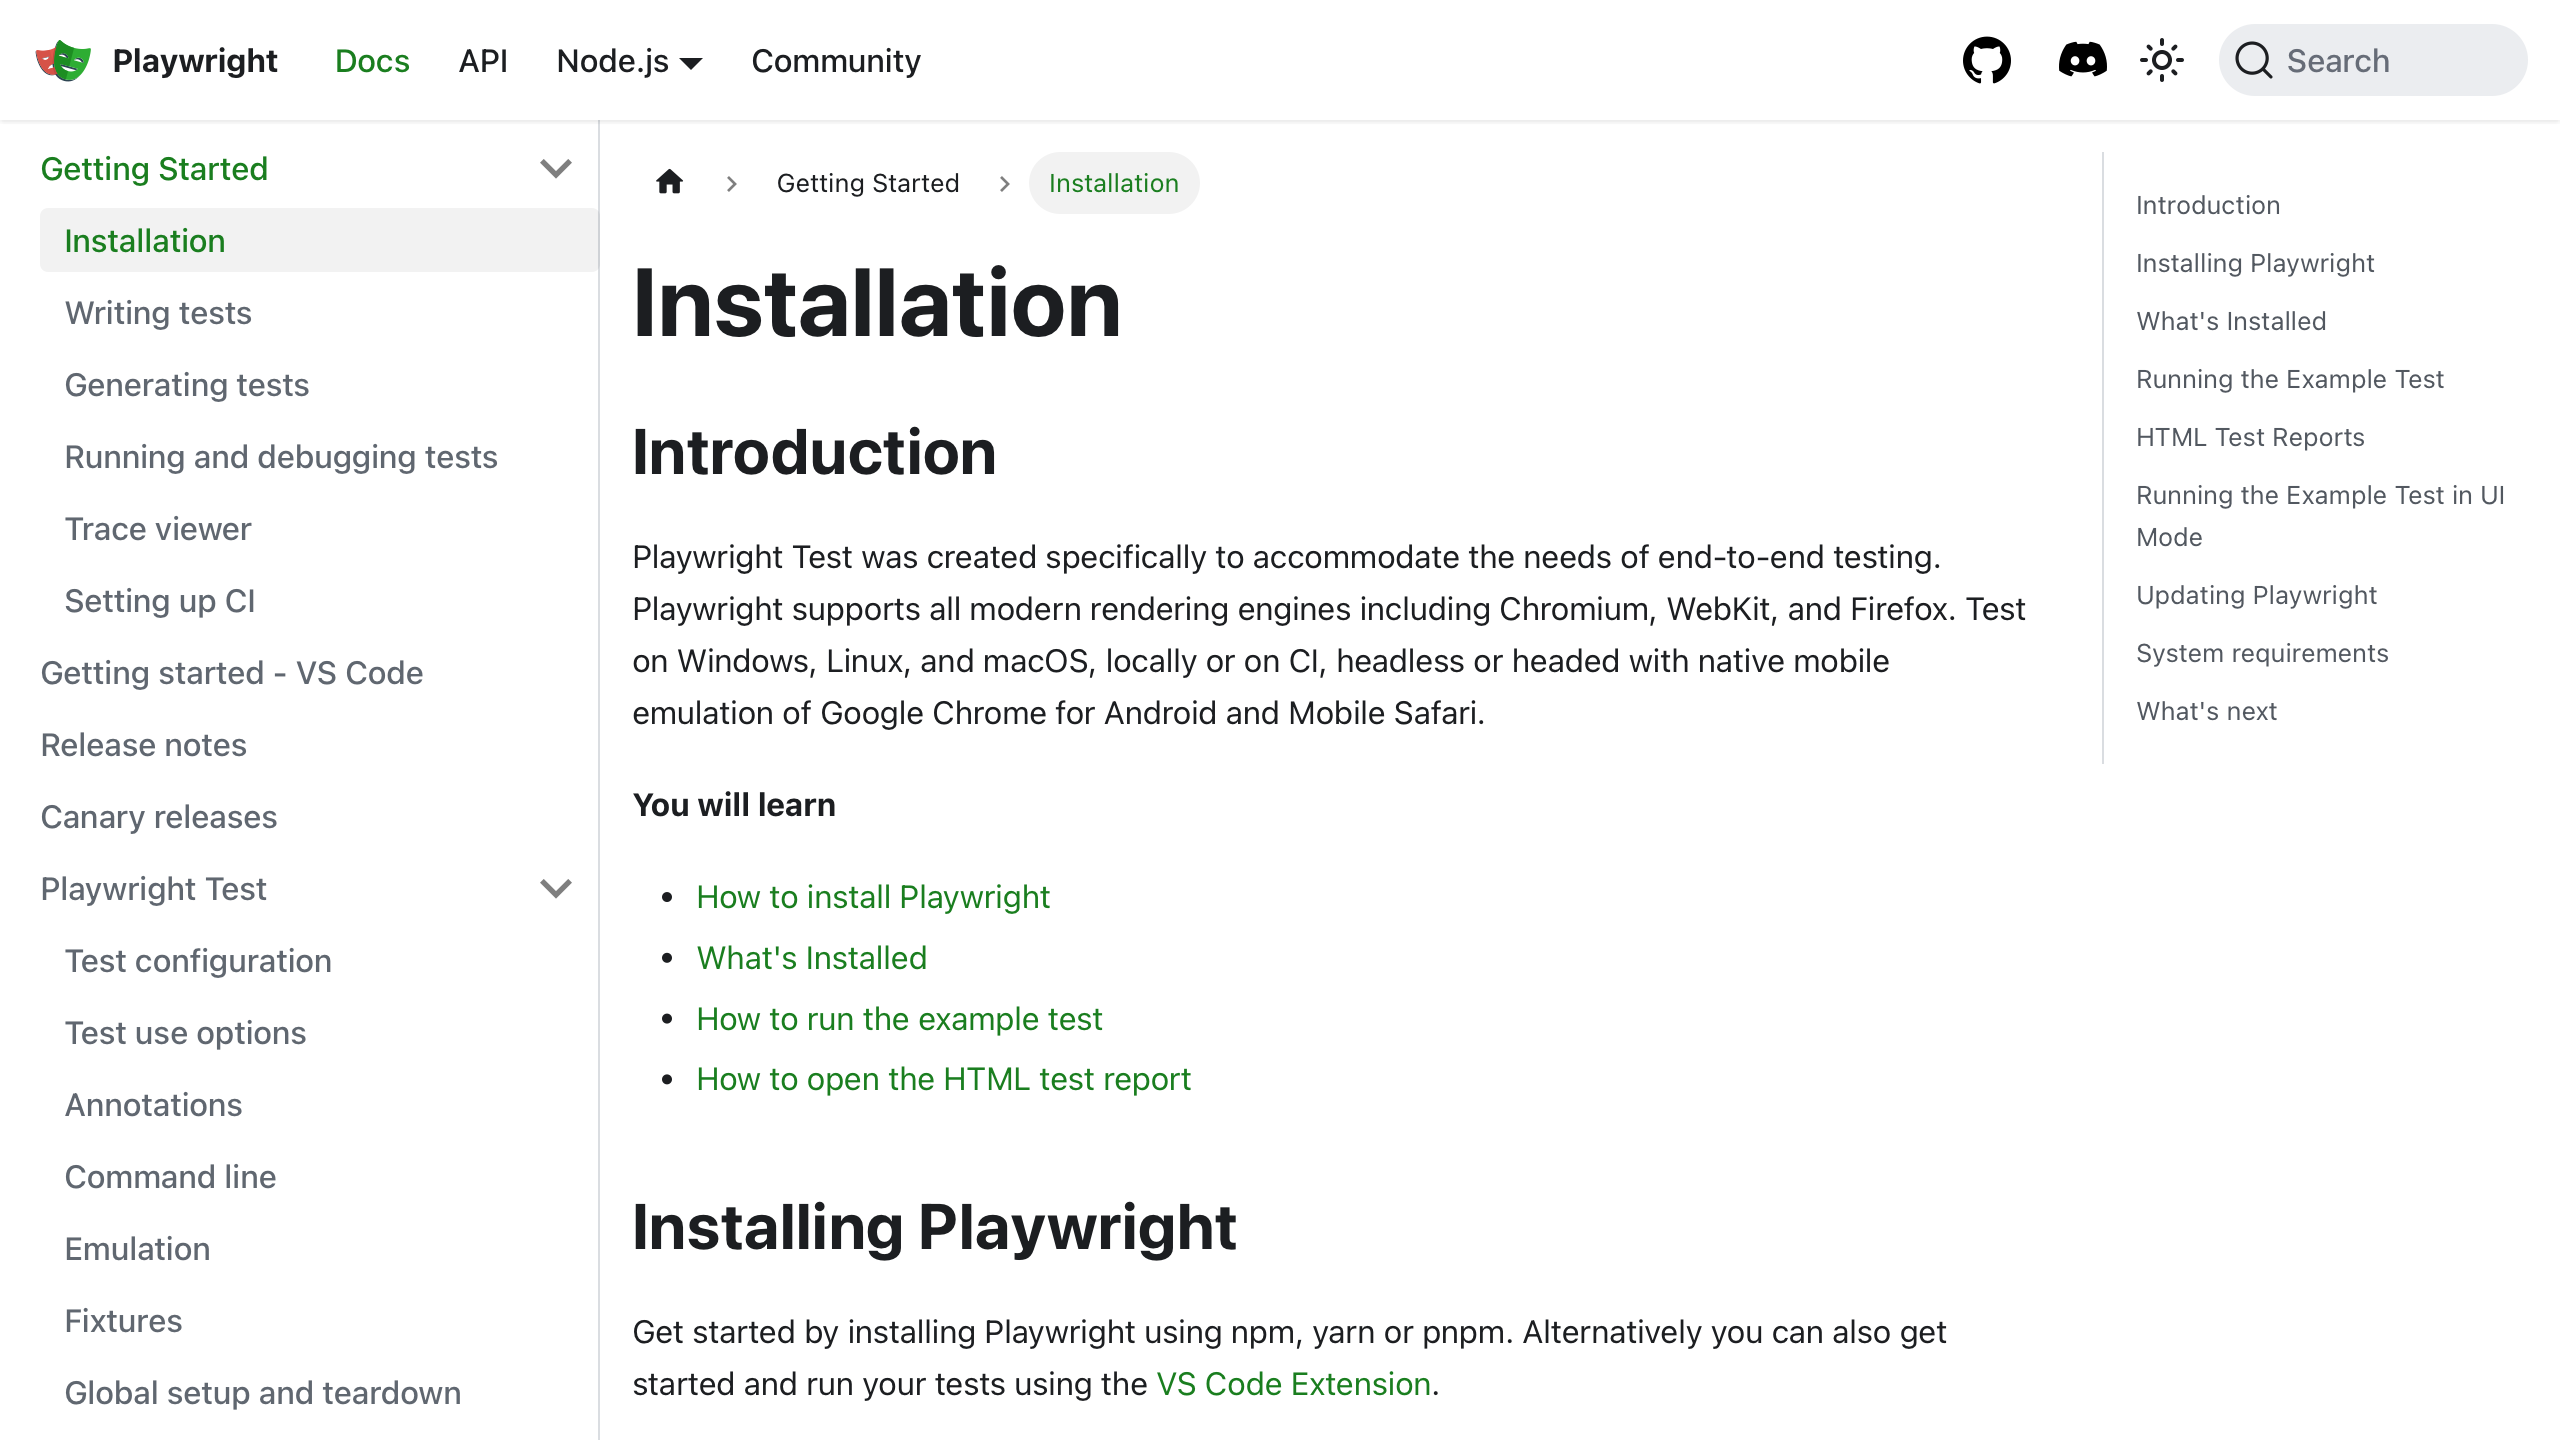 Playwright
Docs
API
Node.js
Community
Search
Getting Started
Installation
Writing tests
Generating tests
Running and debugging tests
Trace viewer
Setting up CI
Getting started - VS Code
Release notes
Canary releases
Playwright Test
Test configuration
Test use options
Annotations
Command line
Emulation
Fixtures
Global setup and teardown
Getting Started
Installation
Installation
Introduction
Playwright Test was created specifically to accommodate the needs of end-to-end testing.
Playwright supports all modern rendering engines including Chromium, WebKit, and Firefox. Test
on Windows, Linux, and macOS, locally or on CI, headless or headed with native mobile
emulation of Google Chrome for Android and Mobile Safari.
You will learn
How to install Playwright
What's Installed
How to run the example test
How to open the HTML test report
Installing Playwright
Get started by installing Playwright using npm, yarn or pnpm. Alternatively you can also get
started and run your tests using the VS Code Extension.
Introduction
Installing Playwright
What's Installed
Running the Example Test
HTML Test Reports
Running the Example Test in UI
Mode
Updating Playwright
System requirements
What's next